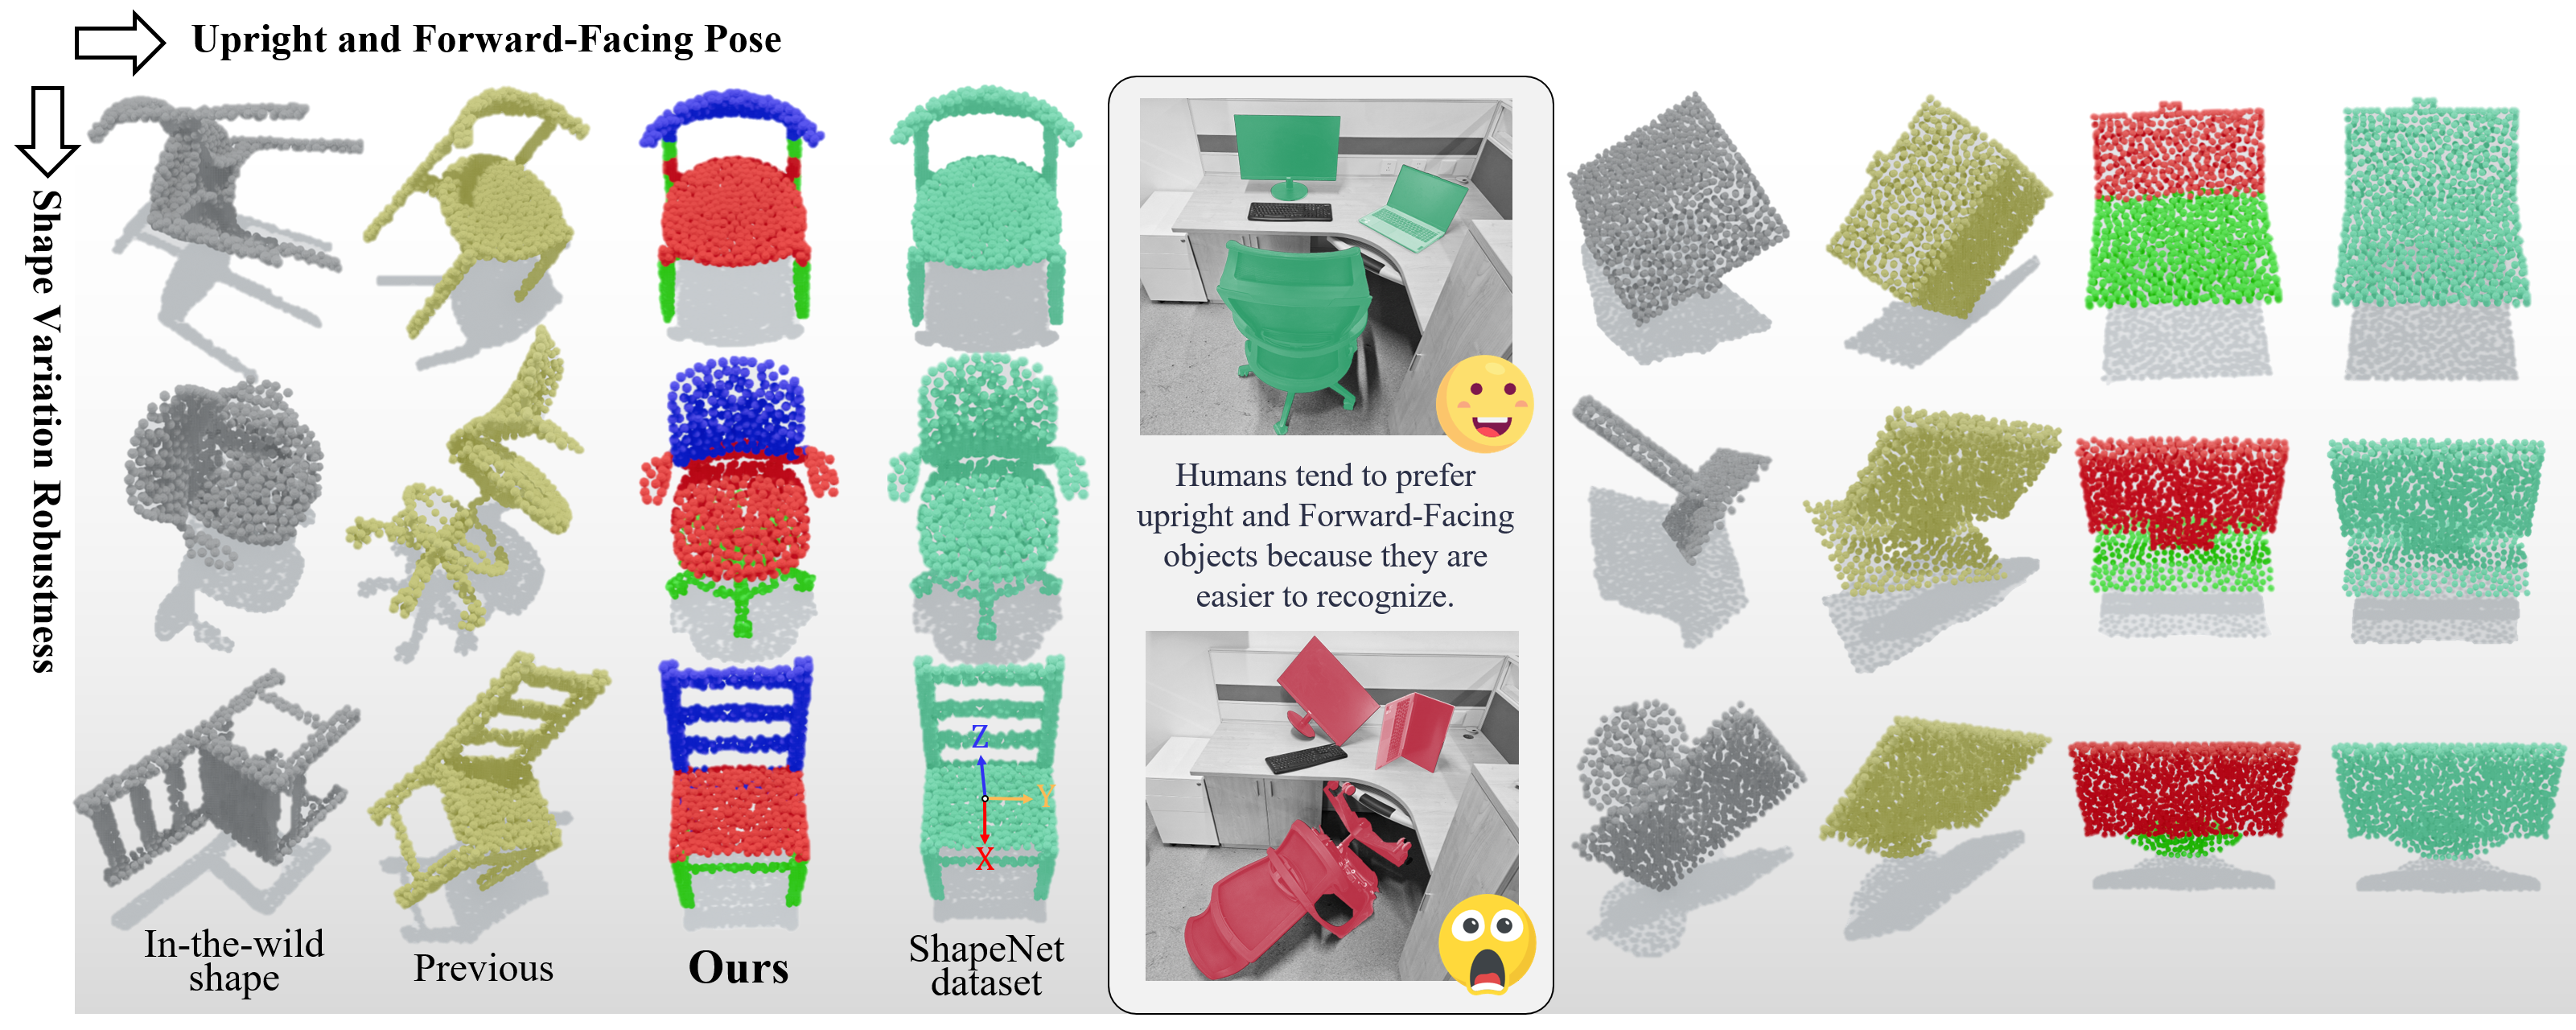 Upright and Forward-Facing Pose
Shape Variation Robustness
Humans tend to prefer
upright and Forward-Facing
objects because they are
easier to recognize.
Z
Y
X
In-the-wild
shape
Previous
Ours
ShapeNet
dataset